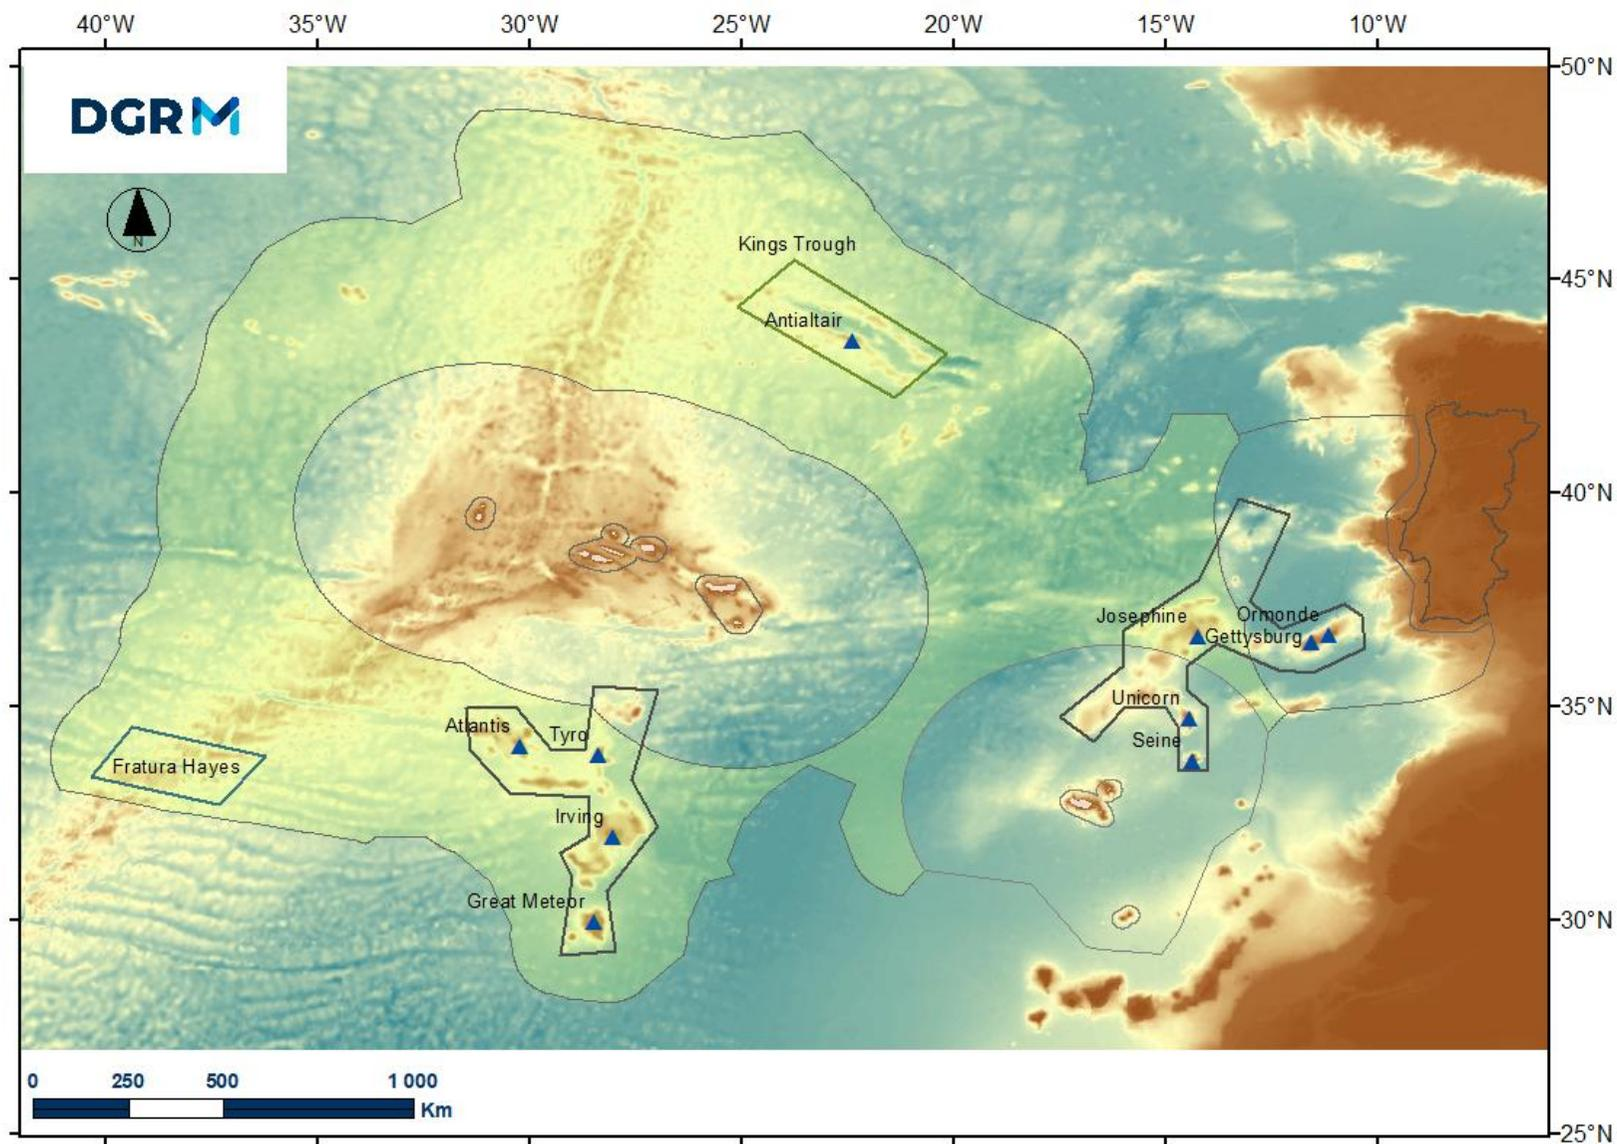 40°W 35°W 30°W 25°W 20°W 15°W 10°W
50°N
DGRM
N
Kings Trough
45°N
Antialtair
40°N
Josephine
Ormonde
Gettysburg
Unicorn
35°N
Atlantis
Tyro
Seine
Fratura Hayes
Irving
Great Meteor
30°N
0 250 500 1 000
Km
25°N